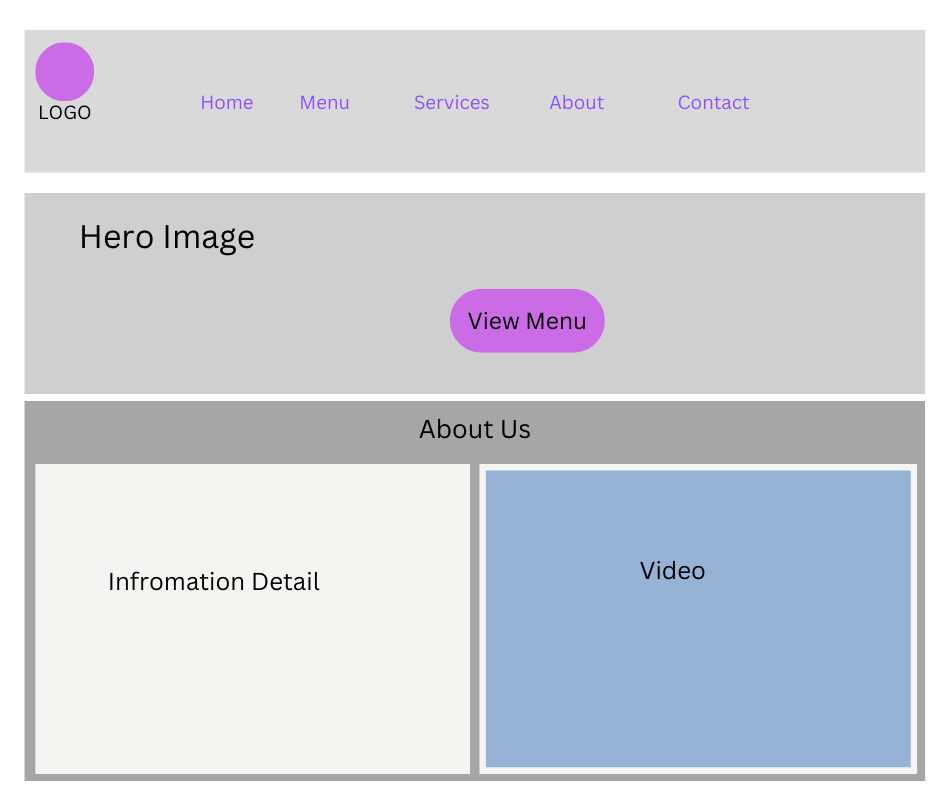 LOGO
Home Menu Services About Contact
Hero Image
View Menu
About Us
Infromation Detail
Video